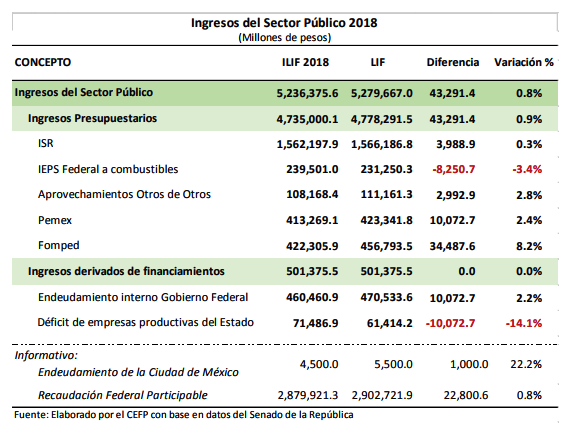 Ingresos del Sector Público 2018
(Millones de pesos)
CONCEPTO ILIF 2018 LIF Diferencia Variación %
Ingresos del Sector Público 5,236,375.6 5,279,667.0 43,291.4 0.8%
Ingresos Presupuestarios 4,735,000.1 4,778,291.5 43,291.4 0.9%
ISR 1,562,197.9 1,566,186.8 3,988.9 0.3%
IEPS Federal a combustibles 239,501.0 231,250.3 -8,250.7 -3.4%
Aprovechamientos Otros de Otros 108,168.4 111,161.3 2,992.9 2.8%
Pemex 413,269.1 423,341.8 10,072.7 2.4%
Fomped 422,305.9 456,793.5 34,487.6 8.2%
Ingresos derivados de financiamientos 501,375.5 501,375.5 0.0 0.0%
Endeudamiento interno Gobierno Federal 460,460.9 470,533.6 10,072.7 2.2%
Déficit de empresas productivas del Estado 71,486.9 61,414.2 -10,072.7 -14.1%
Informativo:
Endeudamiento de la Ciudad de México 4,500.0 5,500.0 1,000.0 22.2%
Recaudación Federal Participable 2,879,921.3 2,902,721.9 22,800.6 0.8%
Fuente: Elaborado por el CEFP con base en datos del Senado de la República